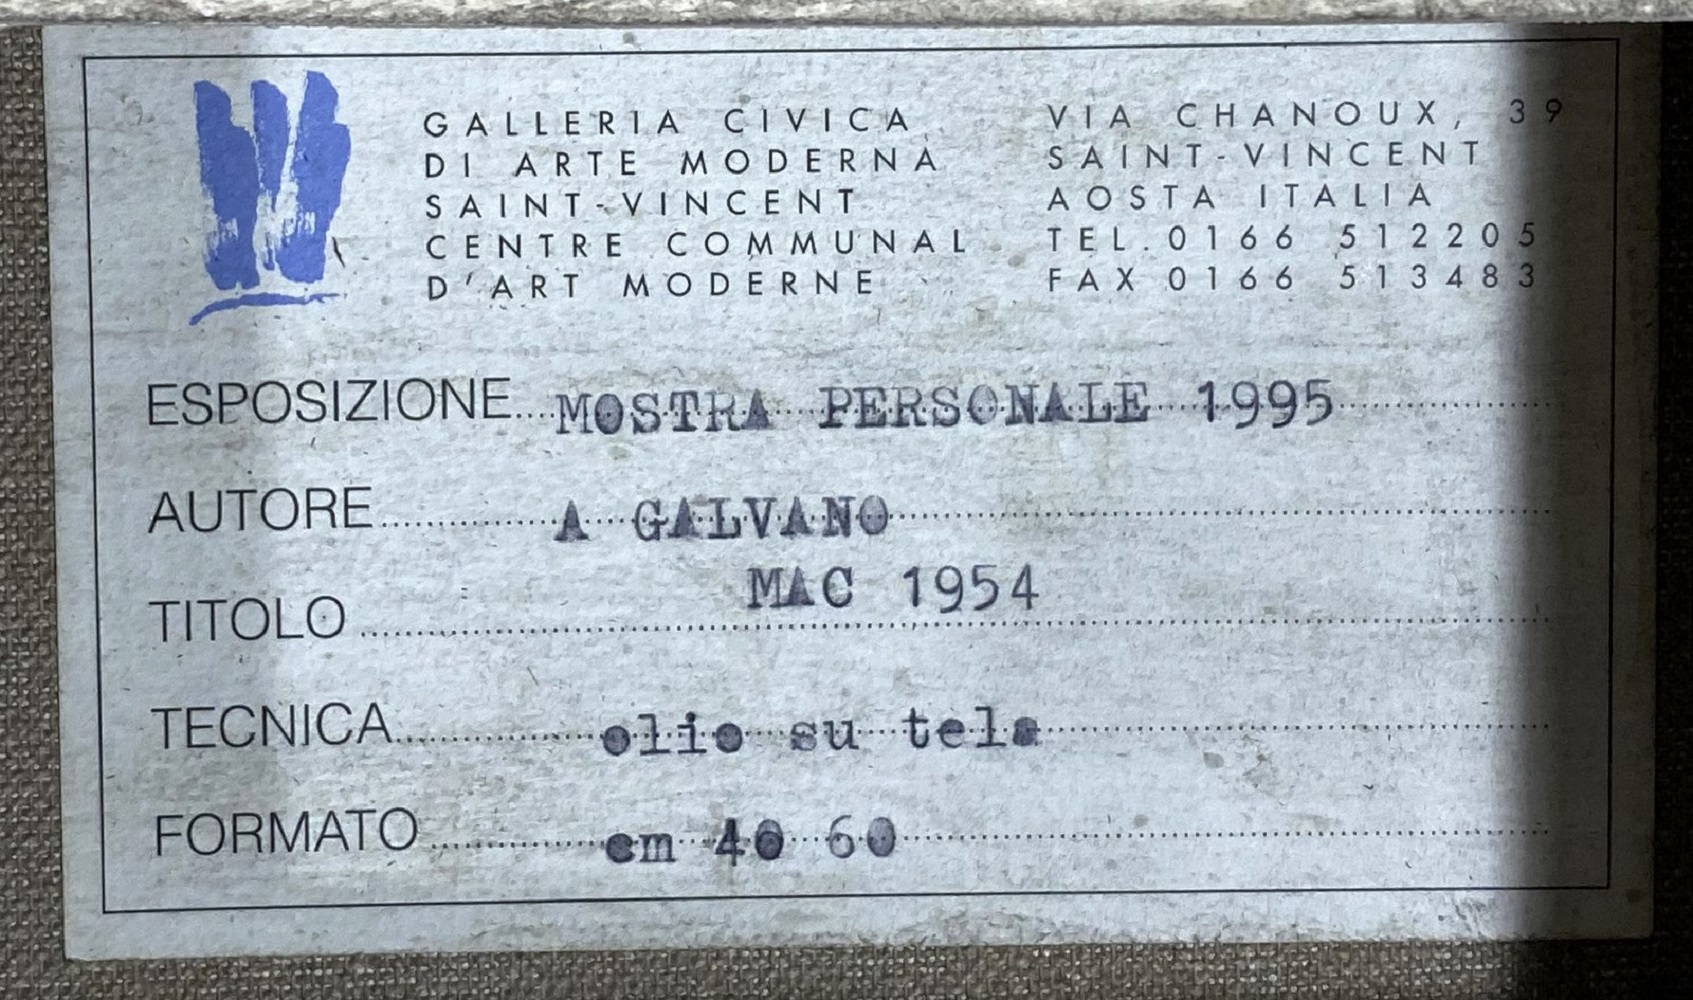 GALLERIA CIVICA
DI ARTE MODERNA
SAINT-VINCENT
CENTRE COMMUNAL
D'ART MODERNE
VIA CHANOUX, 39
SAINT-VINCENT
AOSTA ITALIA
TEL. 0166 512205
FAX 0166 513483
ESPOSIZIONE MOSTRA PERSONALE 1995
AUTORE A GALVANO
TITOLO MAC 1954
TECNICA olio su tela
FORMATO cm 40 60